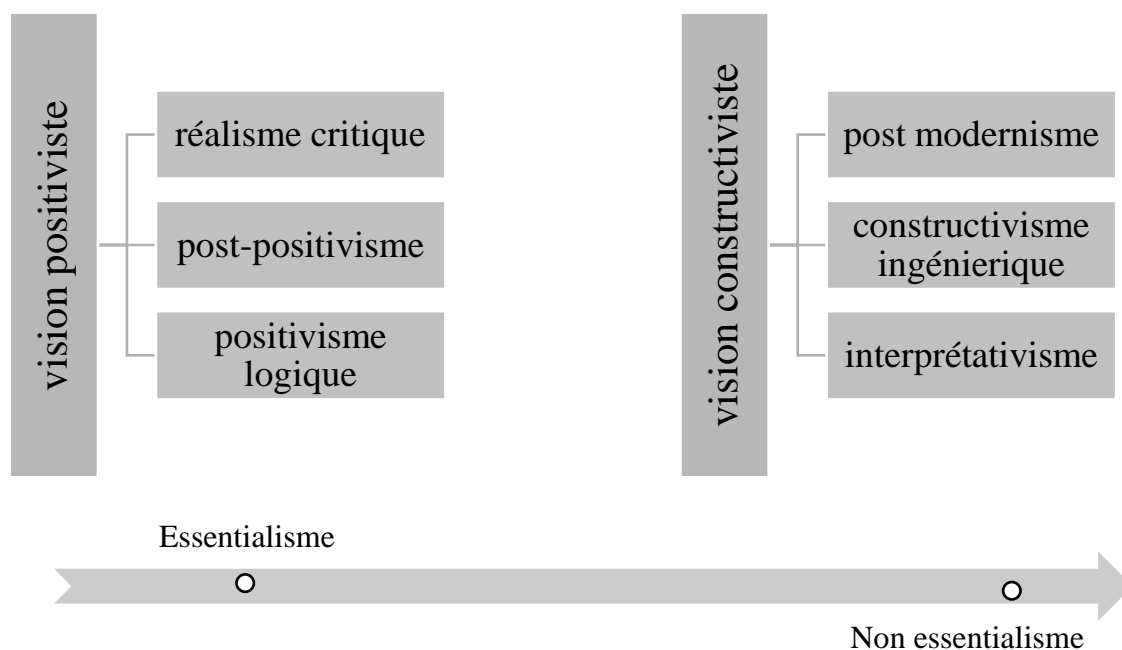 vision positiviste
réalisme critique
post-positivisme
positivisme
logique
vision constructiviste
post modernisme
constructivisme
ingénierique
interprétativisme
Essentialisme
Non essentialisme